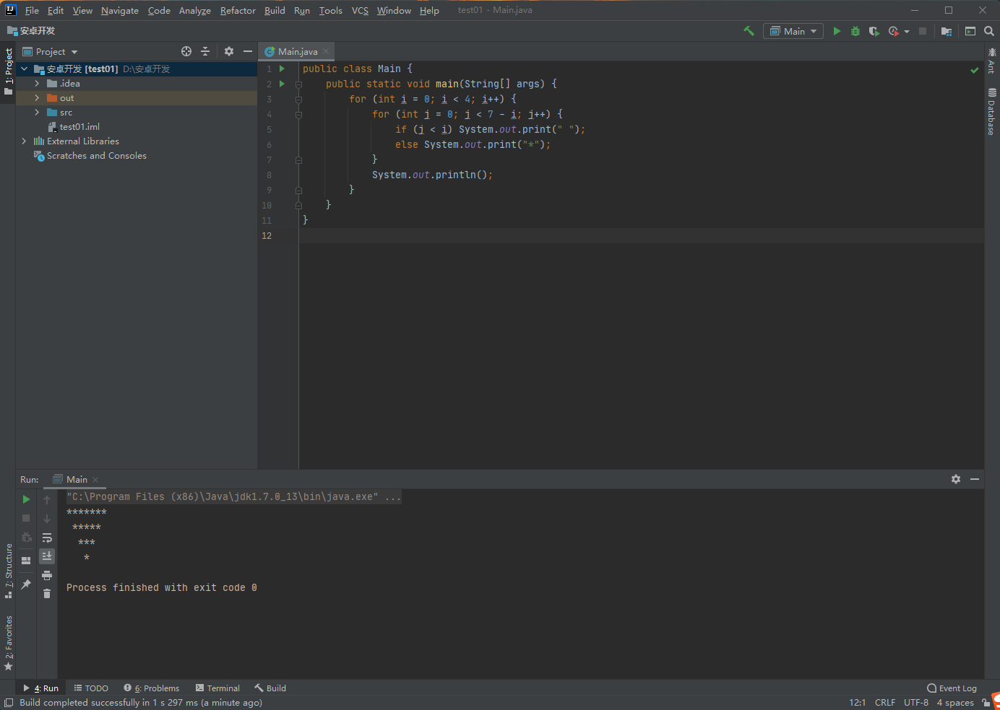 File Edit View Navigate Code Analyze Refactor Build Run Tools VCS Window Help test01 - Main.java
安卓开发
Main
1: Project
Project
安卓开发 [test01] D:\安卓开发
.idea
out
src
test01.iml
External Libraries
Scratches and Consoles
Main.java
1 public class Main {
2     public static void main(String[] args) {
3         for (int i = 0; i < 4; i++) {
4             for (int j = 0; j < 7 - i; j++) {
5                 if (j < i) System.out.print(" ");
6                 else System.out.print("*");
7             }
8             System.out.println();
9         }
10     }
11 }
12
Ant
Database
Run: Main
"C:\Program Files (x86)\Java\jdk1.7.0_13\bin\java.exe" ...
*******
 *****
  ***
   *
Process finished with exit code 0
7: Structure
2: Favorites
4: Run TODO 6: Problems Terminal Build Event Log
Build completed successfully in 1 s 297 ms (a minute ago) 12:1 CRLF UTF-8 4 spaces